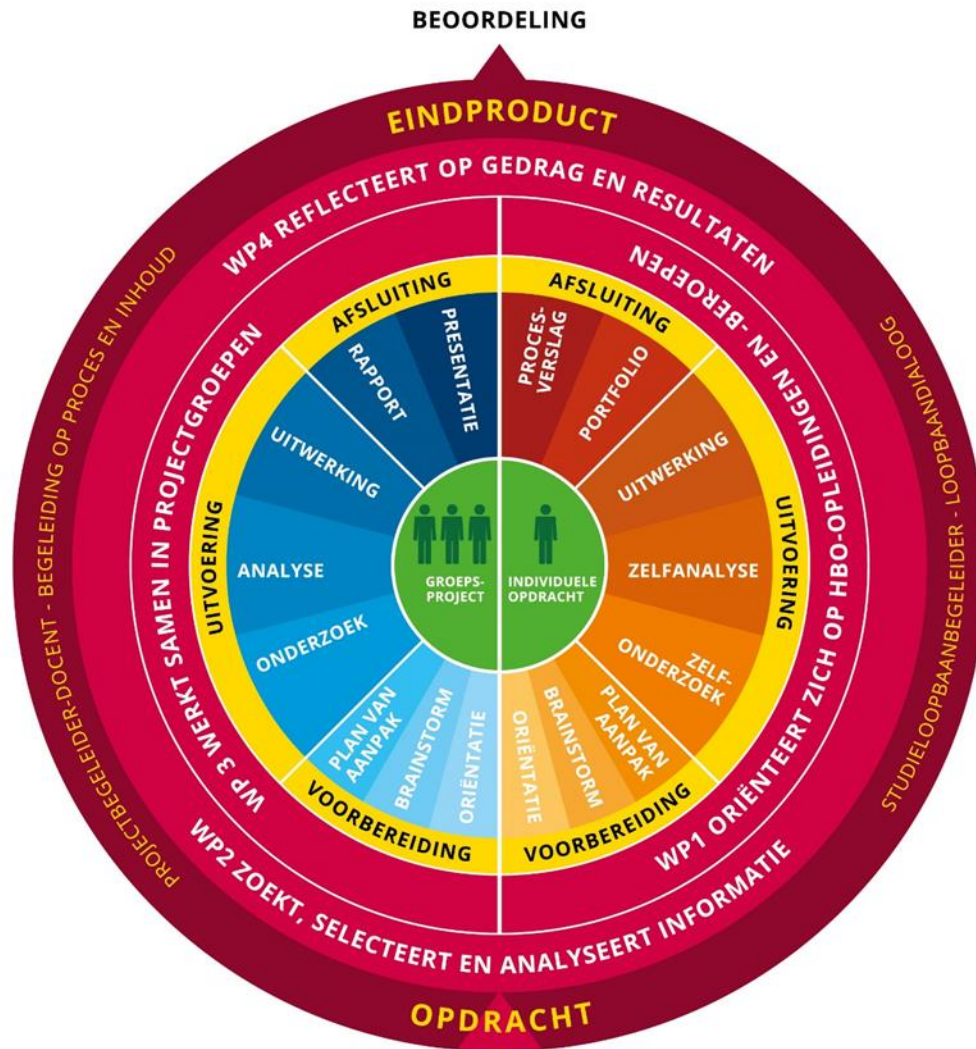 BEOORDELING
EINDPRODUCT
WP4 REFLECTEERT OP GEDRAG EN RESULTATEN
PROJECTBEGELEIDER-DOCENT - BEGELEIDING OP PROCES EN INHOUD
STUDIELOOPBAANBEGELEIDER - LOOPBAANDIALOOG
WP 3 WERKT SAMEN IN PROJECTGROEPEN
WP1 ORIËNTEERT ZICH OP HBO-OPLEIDINGEN EN -BEROEPEN
AFSLUITING
AFSLUITING
RAPPORT
PRESENTATIE
PROCES-
VERSLAG
PORTFOLIO
UITVOERING
UITWERKING
ANALYSE
ONDERZOEK
GROEPS-
PROJECT
INDIVIDUELE
OPDRACHT
UITWERKING
ZELFANALYSE
ZELF-
ONDERZOEK
UITVOERING
PLAN VAN
AANPAK
BRAINSTORM
ORIËNTATIE
ORIËNTATIE
BRAINSTORM
PLAN VAN
AANPAK
VOORBEREIDING
VOORBEREIDING
WP2 ZOEKT, SELECTEERT EN ANALYSEERT INFORMATIE
OPDRACHT